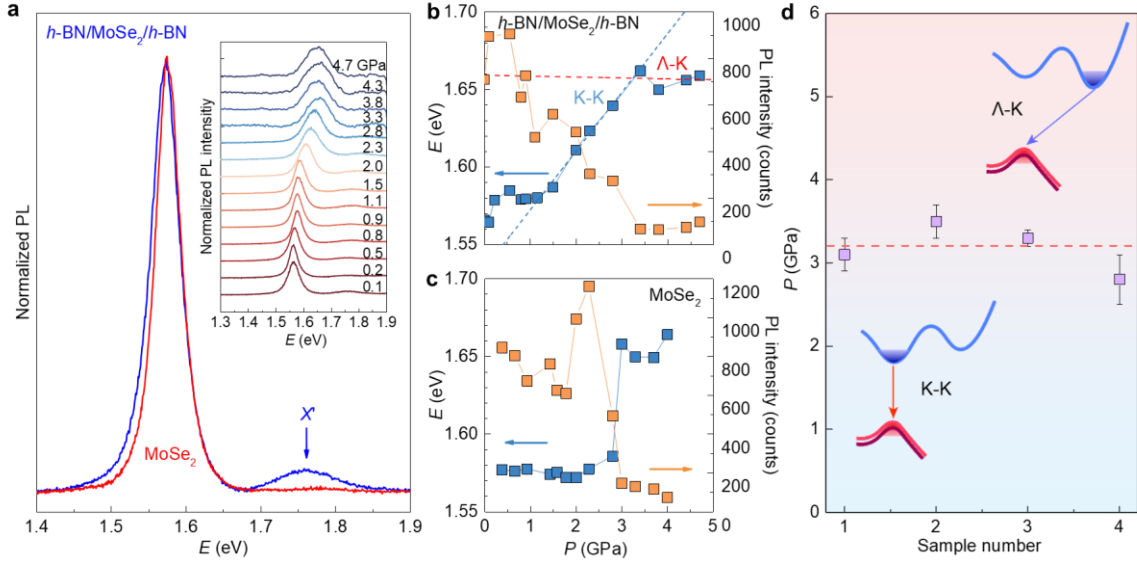 a
h-BN/MoSe₂/h-BN
Normalized PL
MoSe₂
X'
1.4 1.5 1.6 1.7 1.8 1.9
E (eV)
Normalized PL intensitiy
4.7 GPa
4.3
3.8
3.3
2.8
2.3
2.0
1.5
1.1
0.9
0.8
0.5
0.2
0.1
1.3 1.4 1.5 1.6 1.7 1.8 1.9
E (eV)
b
h-BN/MoSe₂/h-BN
Λ-K
K-K
E (eV)
1.70
1.65
1.60
1.55
PL intensity (counts)
1000
800
600
400
200
0
c
MoSe₂
E (eV)
1.70
1.65
1.60
1.55
PL intensity (counts)
1200
1000
800
600
400
200
0
0 1 2 3 4 5
P (GPa)
d
P (GPa)
6
5
4
3
2
1
0
Λ-K
K-K
1 2 3 4
Sample number